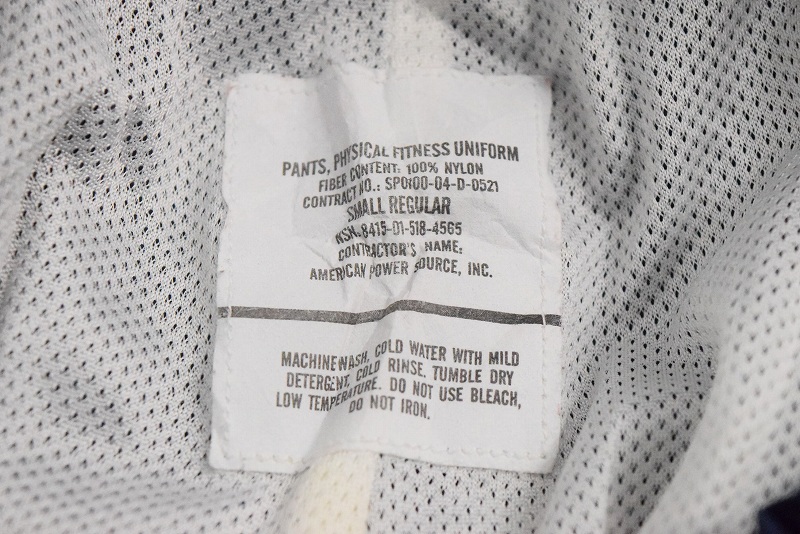 PANTS, PHYSICAL FITNESS UNIFORM
FIBER CONTENT: 100% NYLON
CONTRACT NO.: SPO100-04-D-0521
SMALL REGULAR
NSN.8415-01-518-4565
CONTRACTOR'S NAME:
AMERICAN POWER SOURCE, INC.
MACHINE WASH, COLD WATER WITH MILD
DETERGENT, COLD RINSE. TUMBLE DRY
LOW TEMPERATURE. DO NOT USE BLEACH,
DO NOT IRON.